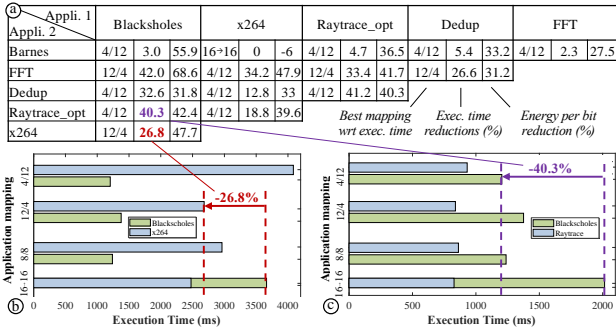 a
Appli. 1
Appli. 2
Blacksholes x264 Raytrace_opt Dedup FFT
Barnes 4/12 3.0 55.9 16→16 0 -6 4/12 4.7 36.5 4/12 5.4 33.2 4/12 2.3 27.5
FFT 12/4 42.0 68.6 4/12 34.2 47.9 12/4 33.4 41.7 12/4 26.6 31.2
Dedup 4/12 32.6 31.8 4/12 12.8 33 4/12 41.2 40.3
Raytrace_opt 4/12 40.3 42.4 4/12 18.8 39.6
x264 12/4 26.8 47.7
Best mapping wrt exec. time
Exec. time reductions (%)
Energy per bit reduction (%)
Application mapping
4/12
12/4
8/8
16→16
-26.8%
Blackscholes
x264
0 500 1000 1500 2000 2500 3000 3500 4000
Execution Time (ms)
b
Application mapping
4/12
12/4
8/8
16→16
-40.3%
Blackscholes
Raytrace
0 500 1000 1500 2000
Execution Time (ms)
c